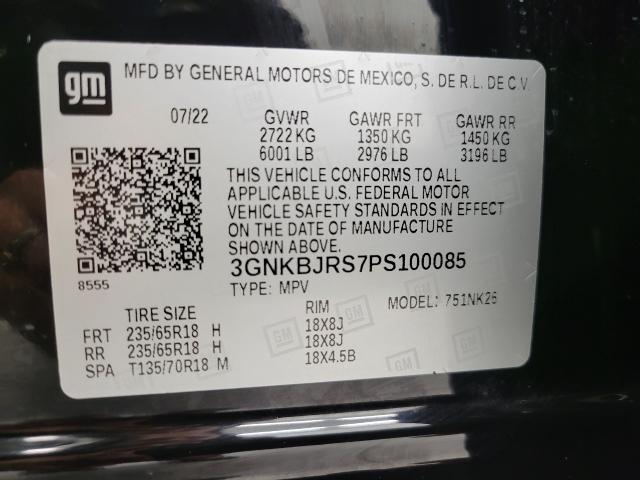 gm
MFD BY GENERAL MOTORS DE MEXICO, S. DE R.L. DE C.V.
07/22 GVWR GAWR FRT GAWR RR
2722 KG 1350 KG 1450 KG
6001 LB 2976 LB 3196 LB
THIS VEHICLE CONFORMS TO ALL
APPLICABLE U.S. FEDERAL MOTOR
VEHICLE SAFETY STANDARDS IN EFFECT
ON THE DATE OF MANUFACTURE
SHOWN ABOVE.
3GNKBJRS7PS100085
8555
TYPE: MPV MODEL: 751NK26
TIRE SIZE RIM
FRT 235/65R18 H 18X8J
RR 235/65R18 H 18X8J
SPA T135/70R18 M 18X4.5B